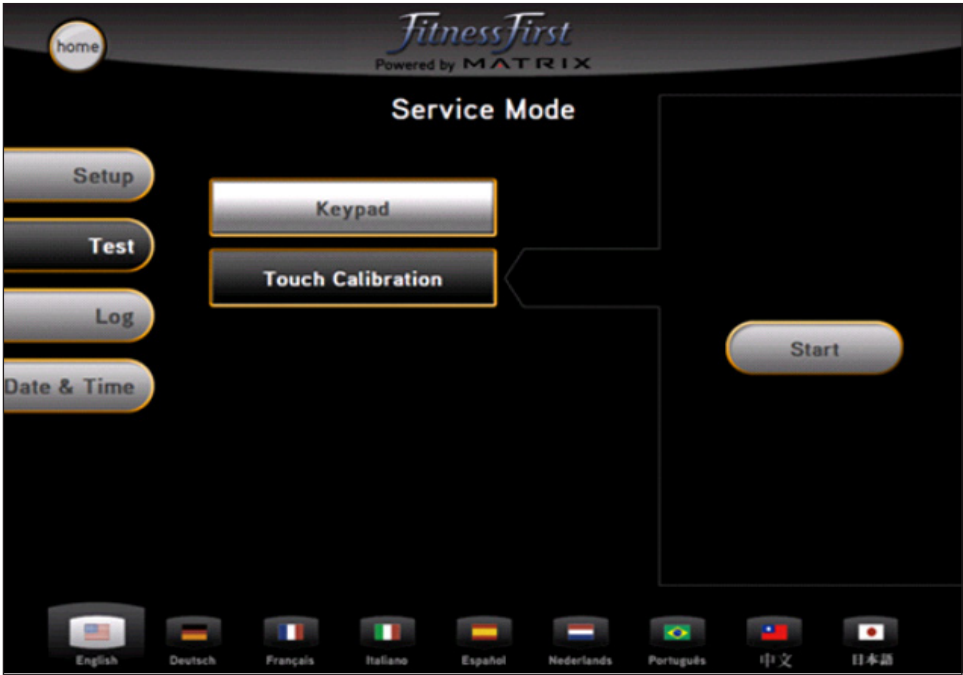 home
FitnessFirst
Powered by MATRIX
Service Mode
Setup
Test
Log
Date & Time
Keypad
Touch Calibration
Start
English
Deutsch
Français
Italiano
Español
Nederlands
Português
中文
日本語